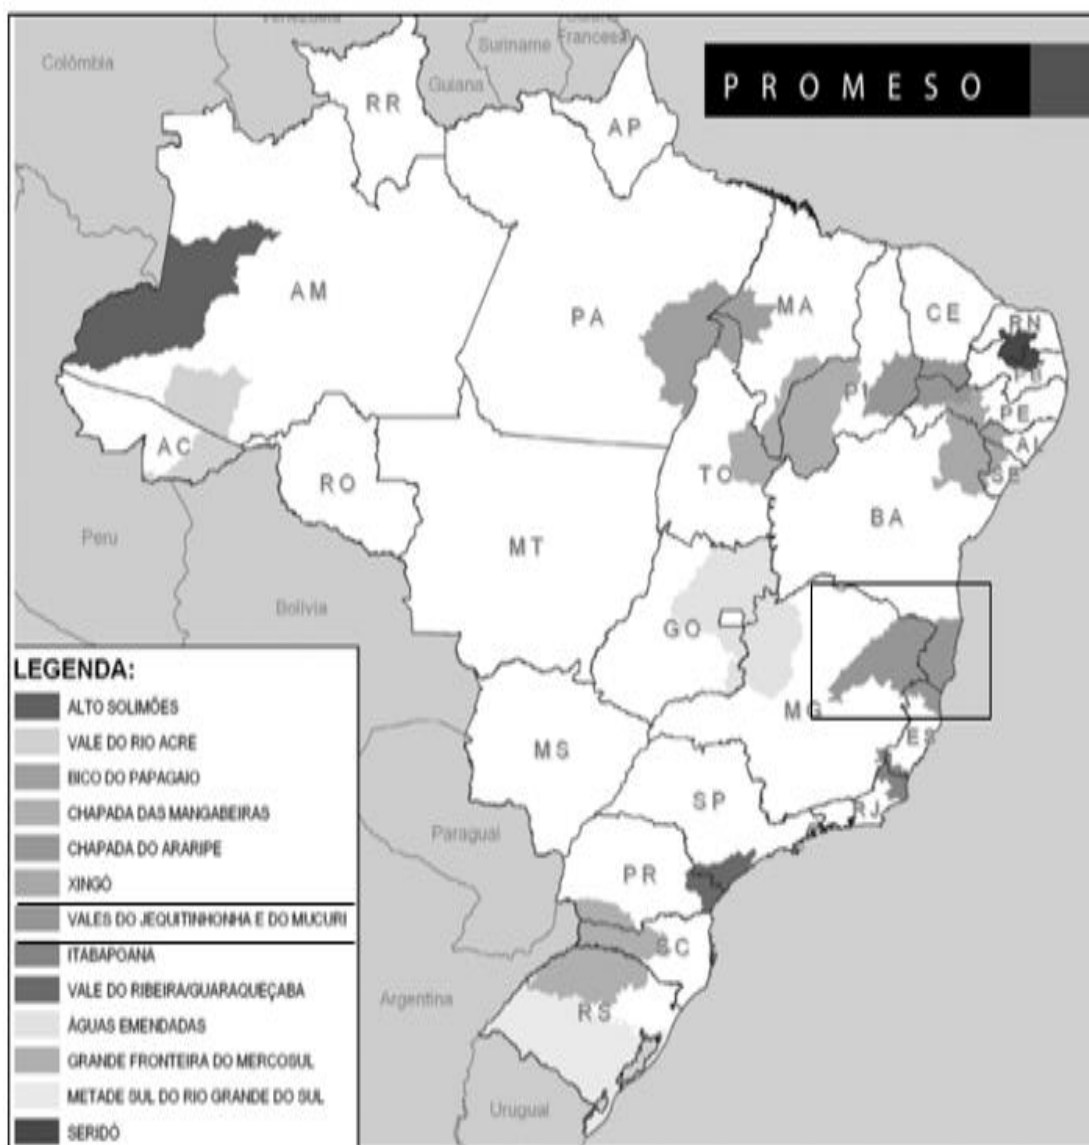 Colômbia
Suriname
Guiana
Francesa
PROMESO
RR
AP
AM
PA
MA
CE
RN
PB
PI
PE
AC
AL
SE
TO
RO
BA
MT
Peru
Bolívia
GO
MG
ES
MS
SP
RJ
Paraguai
PR
SC
Argentina
RS
Uruguai
LEGENDA:
ALTO SOLIMÕES
VALE DO RIO ACRE
BICO DO PAPAGAIO
CHAPADA DAS MANGABEIRAS
CHAPADA DO ARARIPE
XINGÓ
VALES DO JEQUITINHONHA E DO MUCURI
ITABAPOANA
VALE DO RIBEIRA/GUARAQUEÇABA
ÁGUAS EMENDADAS
GRANDE FRONTEIRA DO MERCOSUL
METADE SUL DO RIO GRANDE DO SUL
SERIDÓ